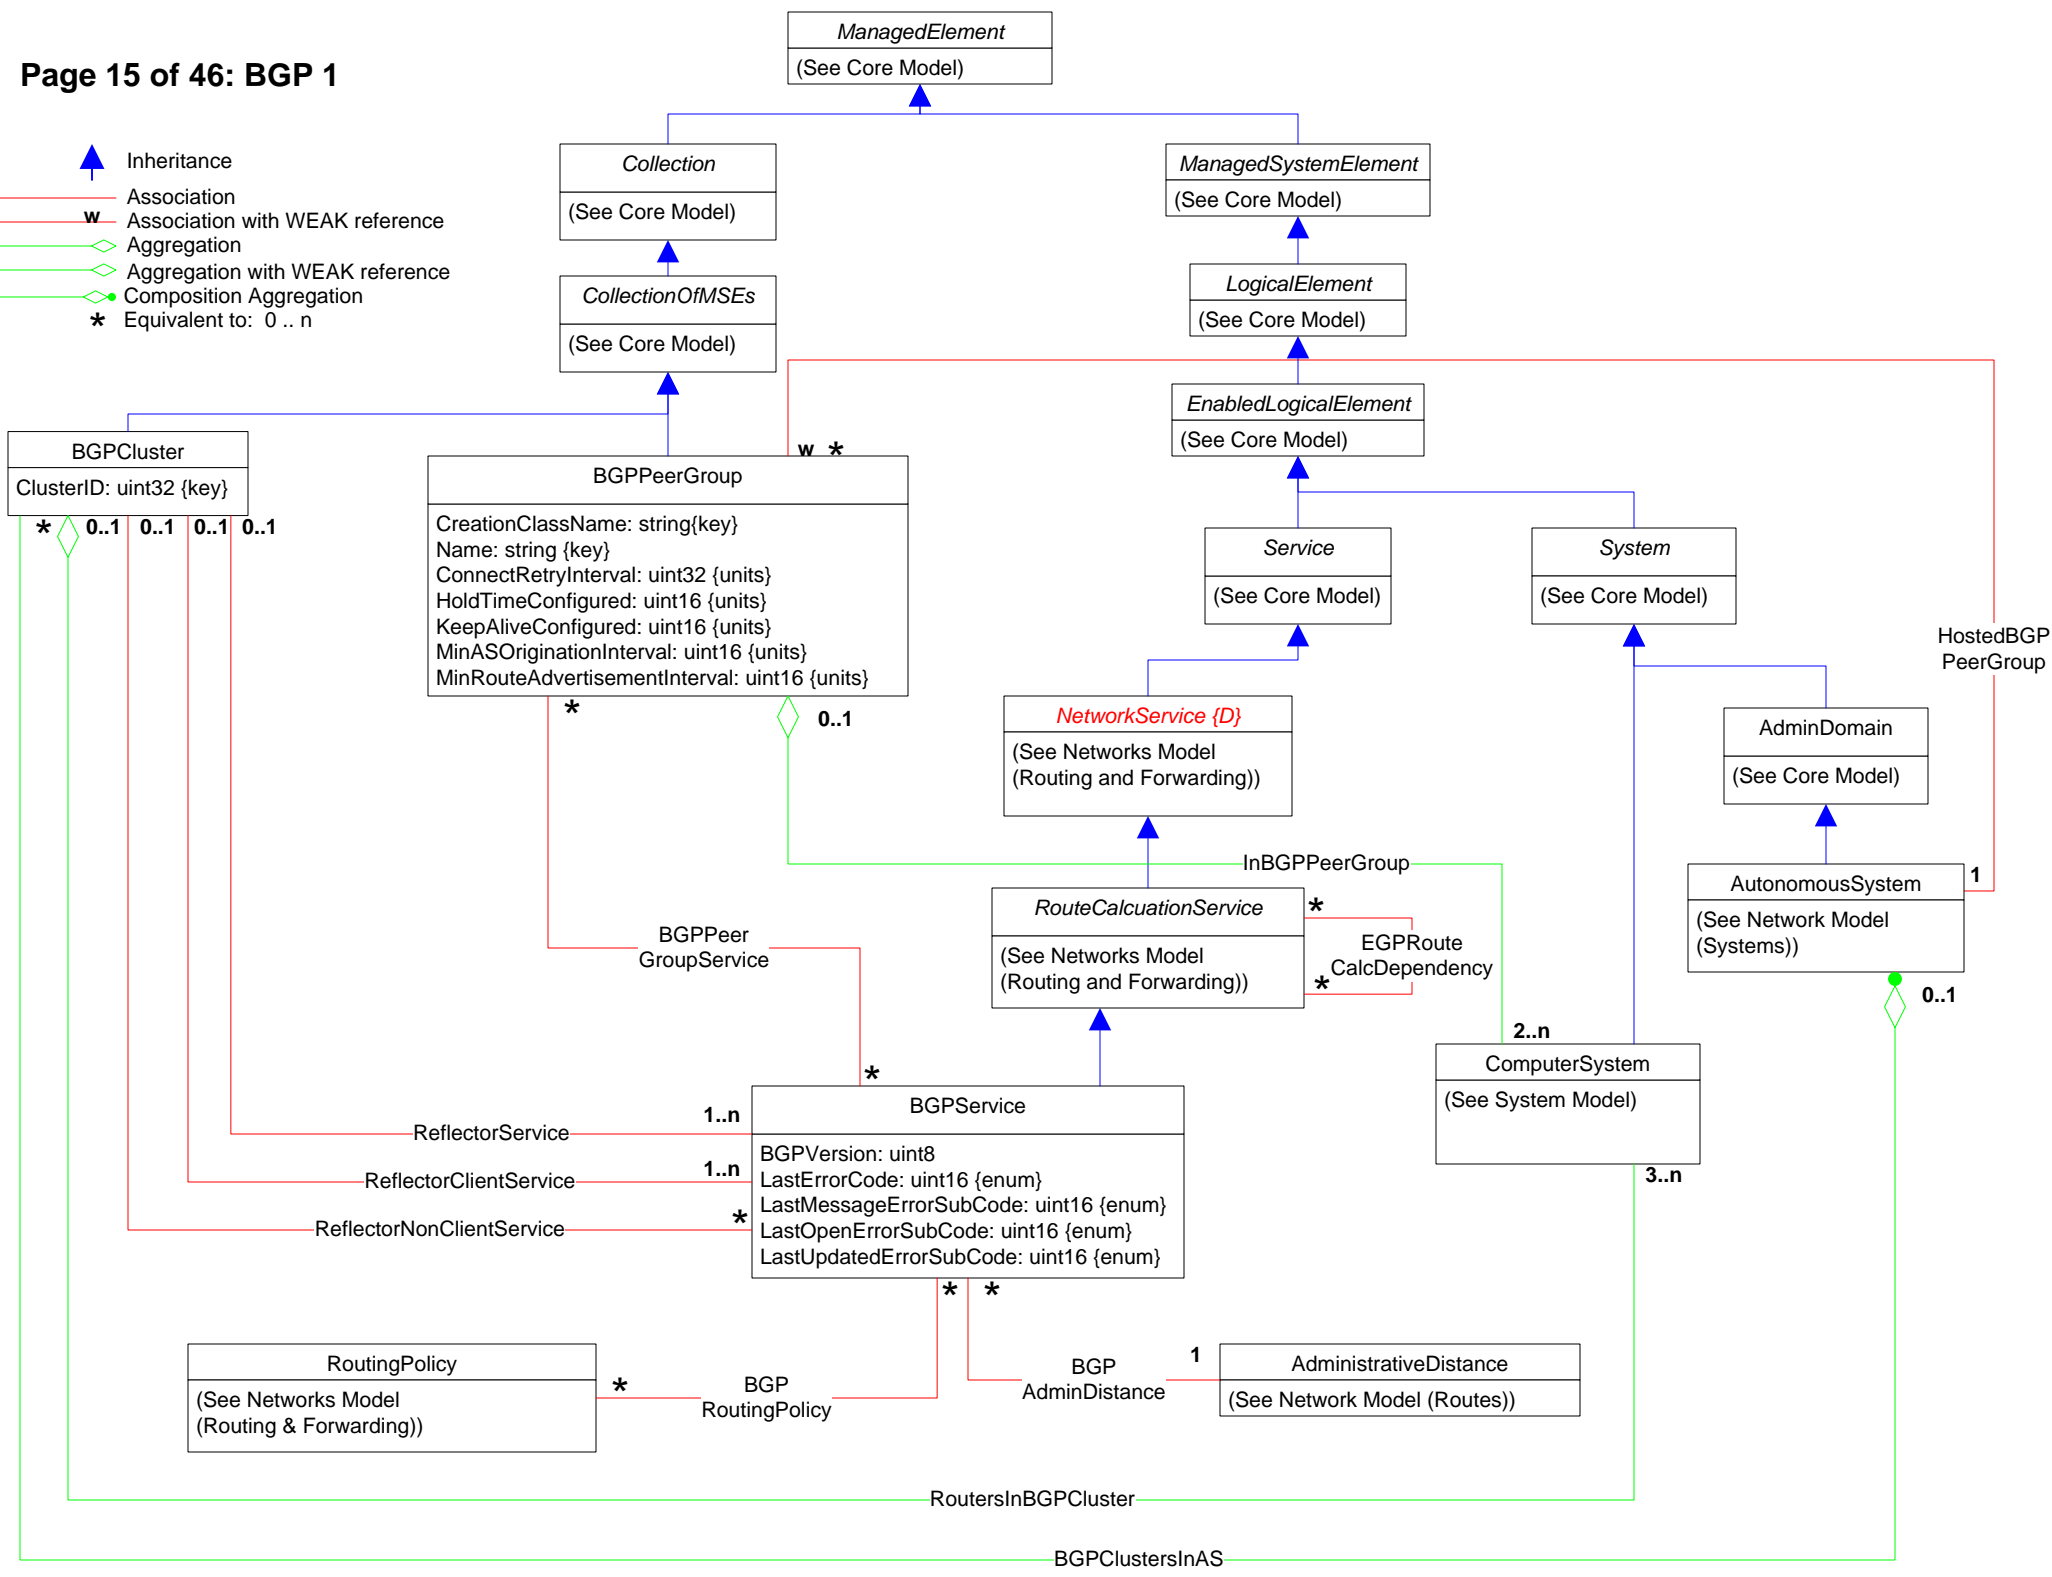 Page 15 of 46: BGP 1
Inheritance
Association
w
Association with WEAK reference
Aggregation
Aggregation with WEAK reference
Composition Aggregation
* Equivalent to: 0 .. n
ManagedElement
(See Core Model)
Collection
(See Core Model)
ManagedSystemElement
(See Core Model)
CollectionOfMSEs
(See Core Model)
LogicalElement
(See Core Model)
EnabledLogicalElement
(See Core Model)
BGPCluster
ClusterID: uint32 {key}
* 0..1 0..1 0..1 0..1
w *
BGPPeerGroup
CreationClassName: string{key}
Name: string {key}
ConnectRetryInterval: uint32 {units}
HoldTimeConfigured: uint16 {units}
KeepAliveConfigured: uint16 {units}
MinASOriginationInterval: uint16 {units}
MinRouteAdvertisementInterval: uint16 {units}
* 0..1
Service
(See Core Model)
System
(See Core Model)
HostedBGP
PeerGroup
NetworkService {D}
(See Networks Model
(Routing and Forwarding))
AdminDomain
(See Core Model)
InBGPPeerGroup
AutonomousSystem
(See Network Model
(Systems))
1
0..1
RouteCalcuationService
(See Networks Model
(Routing and Forwarding))
*
EGPRoute
CalcDependency
*
BGPPeer
GroupService
*
2..n
ComputerSystem
(See System Model)
3..n
BGPService
BGPVersion: uint8
LastErrorCode: uint16 {enum}
LastMessageErrorSubCode: uint16 {enum}
LastOpenErrorSubCode: uint16 {enum}
LastUpdatedErrorSubCode: uint16 {enum}
ReflectorService
1..n
ReflectorClientService
1..n
ReflectorNonClientService
*
* *
RoutingPolicy
(See Networks Model
(Routing & Forwarding))
*
BGP
RoutingPolicy
BGP
AdminDistance
1
AdministrativeDistance
(See Network Model (Routes))
RoutersInBGPCluster
BGPClustersInAS